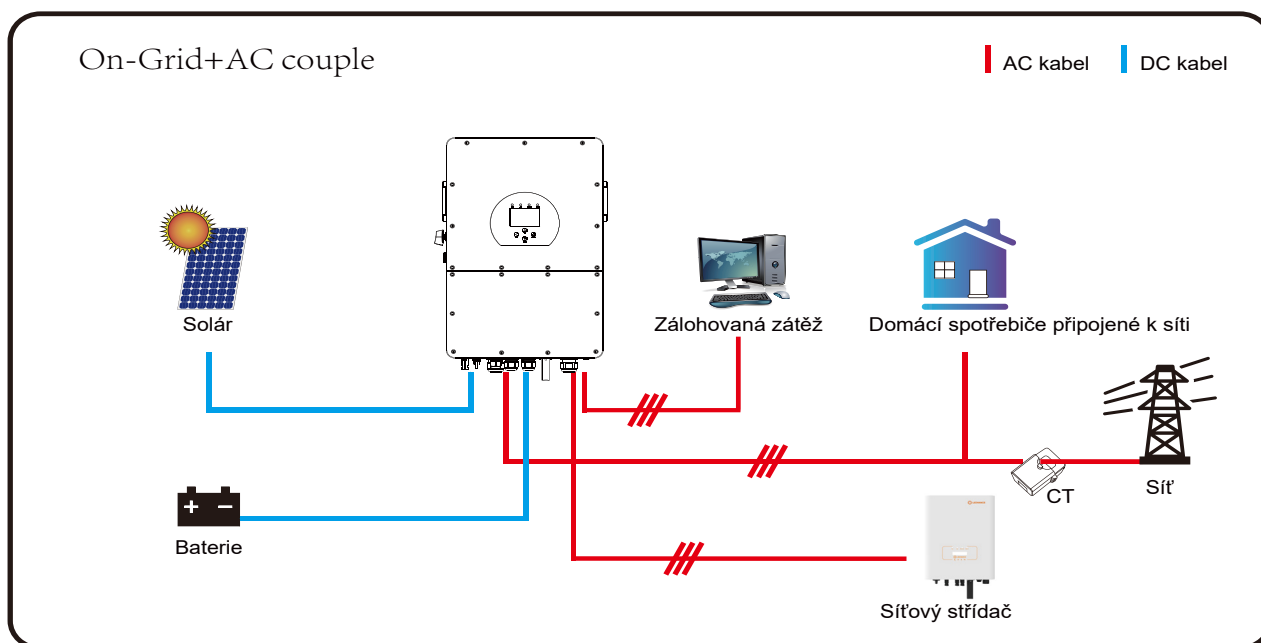 On-Grid+AC couple
AC kabel
DC kabel
Solár
Zálohovaná zátěž
Domácí spotřebiče připojené k síti
CT
Síť
Baterie
Síťový střídač